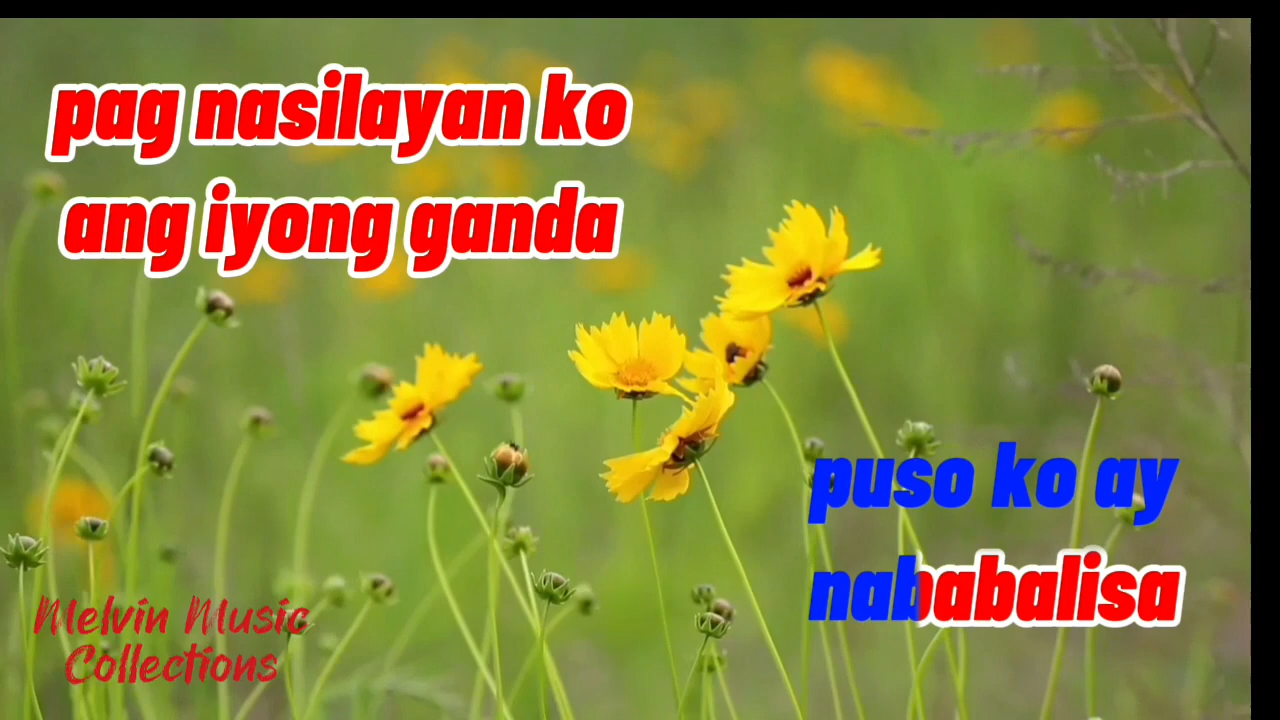 pag nasilayan ko
ang iyong ganda
puso ko ay
nababalisa
Melvin Music
Collections